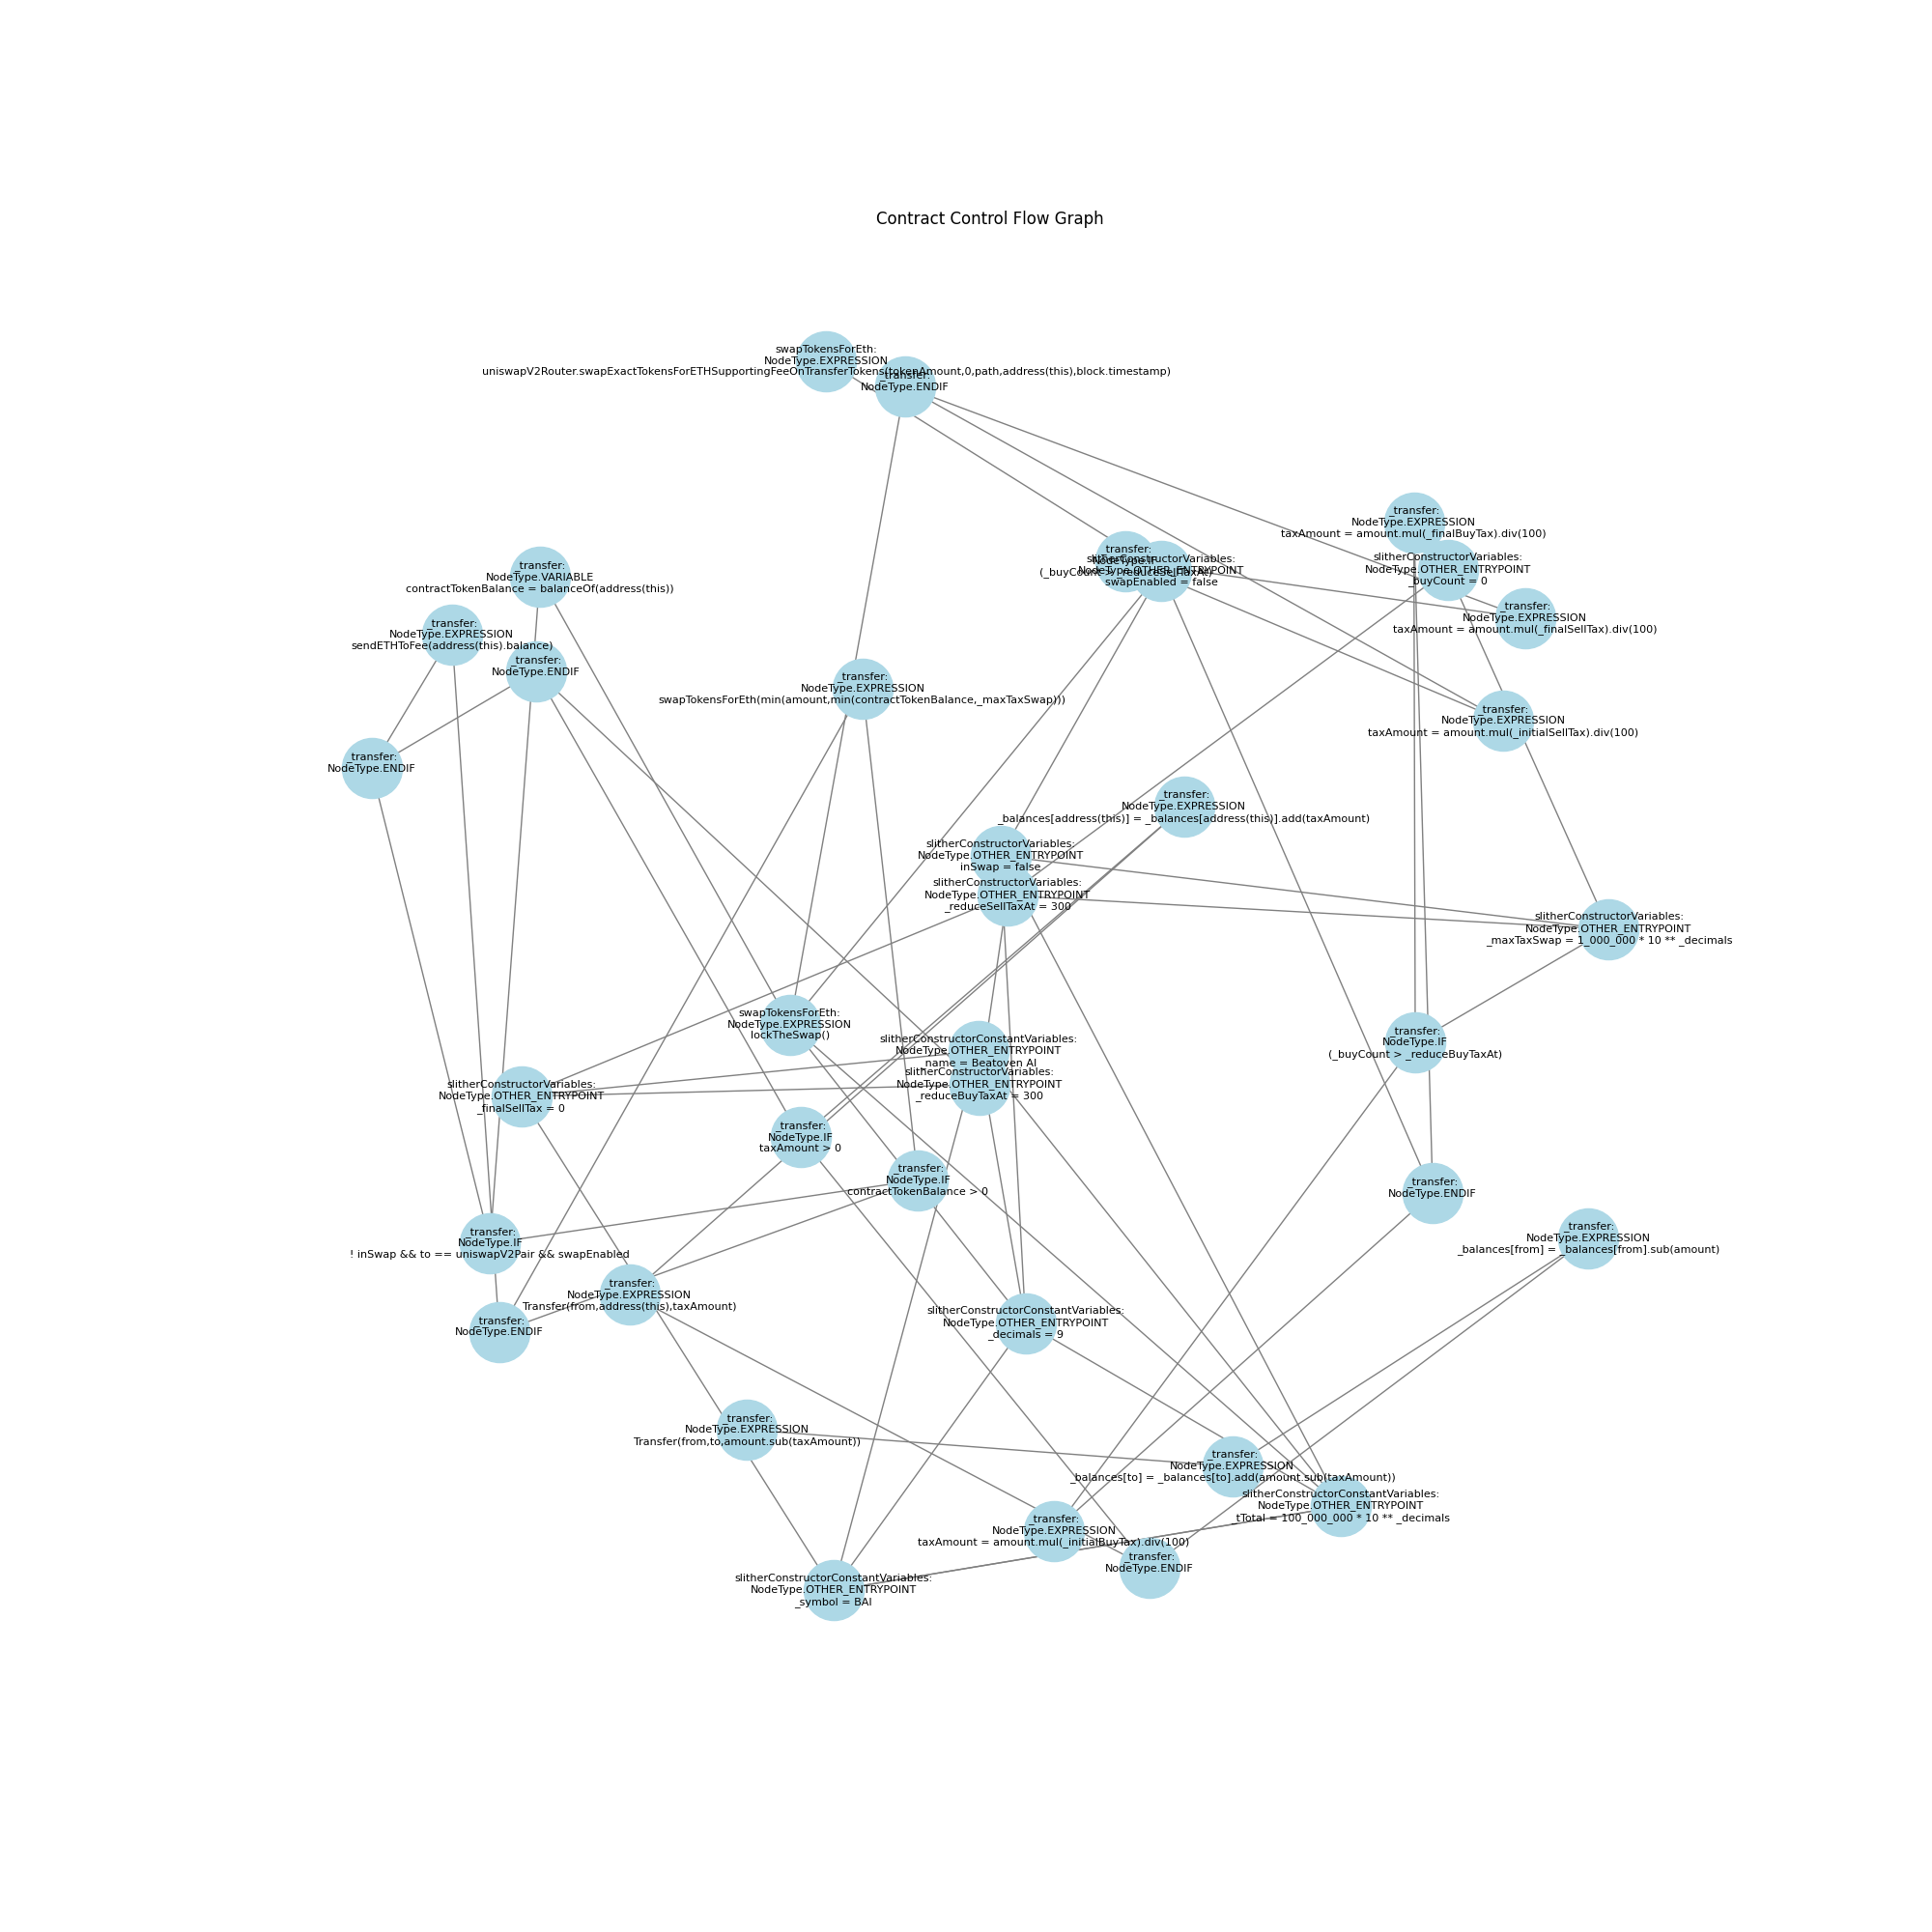 Contract Control Flow Graph
swapTokensForEth:
NodeType.EXPRESSION
uniswapV2Router.swapExactTokensForETHSupportingFeeOnTransferTokens(tokenAmount,0,path,address(this),block.timestamp)
_transfer:
NodeType.ENDIF
_transfer:
NodeType.EXPRESSION
taxAmount = amount.mul(_finalBuyTax).div(100)
_transfer:
NodeType.IF
(_buyCount > _reduceSellTaxAt)
slitherConstructorVariables:
NodeType.OTHER_ENTRYPOINT
swapEnabled = false
slitherConstructorVariables:
NodeType.OTHER_ENTRYPOINT
_buyCount = 0
_transfer:
NodeType.VARIABLE
contractTokenBalance = balanceOf(address(this))
_transfer:
NodeType.EXPRESSION
taxAmount = amount.mul(_finalSellTax).div(100)
_transfer:
NodeType.EXPRESSION
sendETHToFee(address(this).balance)
_transfer:
NodeType.ENDIF
_transfer:
NodeType.EXPRESSION
swapTokensForEth(min(amount,min(contractTokenBalance,_maxTaxSwap)))
_transfer:
NodeType.EXPRESSION
taxAmount = amount.mul(_initialSellTax).div(100)
_transfer:
NodeType.ENDIF
_transfer:
NodeType.EXPRESSION
_balances[address(this)] = _balances[address(this)].add(taxAmount)
slitherConstructorVariables:
NodeType.OTHER_ENTRYPOINT
inSwap = false
slitherConstructorVariables:
NodeType.OTHER_ENTRYPOINT
_reduceSellTaxAt = 300
slitherConstructorVariables:
NodeType.OTHER_ENTRYPOINT
_maxTaxSwap = 1_000_000 * 10 ** _decimals
swapTokensForEth:
NodeType.EXPRESSION
lockTheSwap()
_transfer:
NodeType.IF
(_buyCount > _reduceBuyTaxAt)
slitherConstructorConstantVariables:
NodeType.OTHER_ENTRYPOINT
_name = Beatoven AI
slitherConstructorVariables:
NodeType.OTHER_ENTRYPOINT
_reduceBuyTaxAt = 300
slitherConstructorVariables:
NodeType.OTHER_ENTRYPOINT
_finalSellTax = 0
_transfer:
NodeType.IF
taxAmount > 0
_transfer:
NodeType.IF
contractTokenBalance > 0
_transfer:
NodeType.ENDIF
_transfer:
NodeType.IF
! inSwap && to == uniswapV2Pair && swapEnabled
_transfer:
NodeType.EXPRESSION
_balances[from] = _balances[from].sub(amount)
_transfer:
NodeType.EXPRESSION
Transfer(from,address(this),taxAmount)
_transfer:
NodeType.ENDIF
slitherConstructorConstantVariables:
NodeType.OTHER_ENTRYPOINT
_decimals = 9
_transfer:
NodeType.EXPRESSION
Transfer(from,to,amount.sub(taxAmount))
_transfer:
NodeType.EXPRESSION
_balances[to] = _balances[to].add(amount.sub(taxAmount))
slitherConstructorConstantVariables:
NodeType.OTHER_ENTRYPOINT
_tTotal = 100_000_000 * 10 ** _decimals
_transfer:
NodeType.EXPRESSION
taxAmount = amount.mul(_initialBuyTax).div(100)
_transfer:
NodeType.ENDIF
slitherConstructorConstantVariables:
NodeType.OTHER_ENTRYPOINT
_symbol = BAI